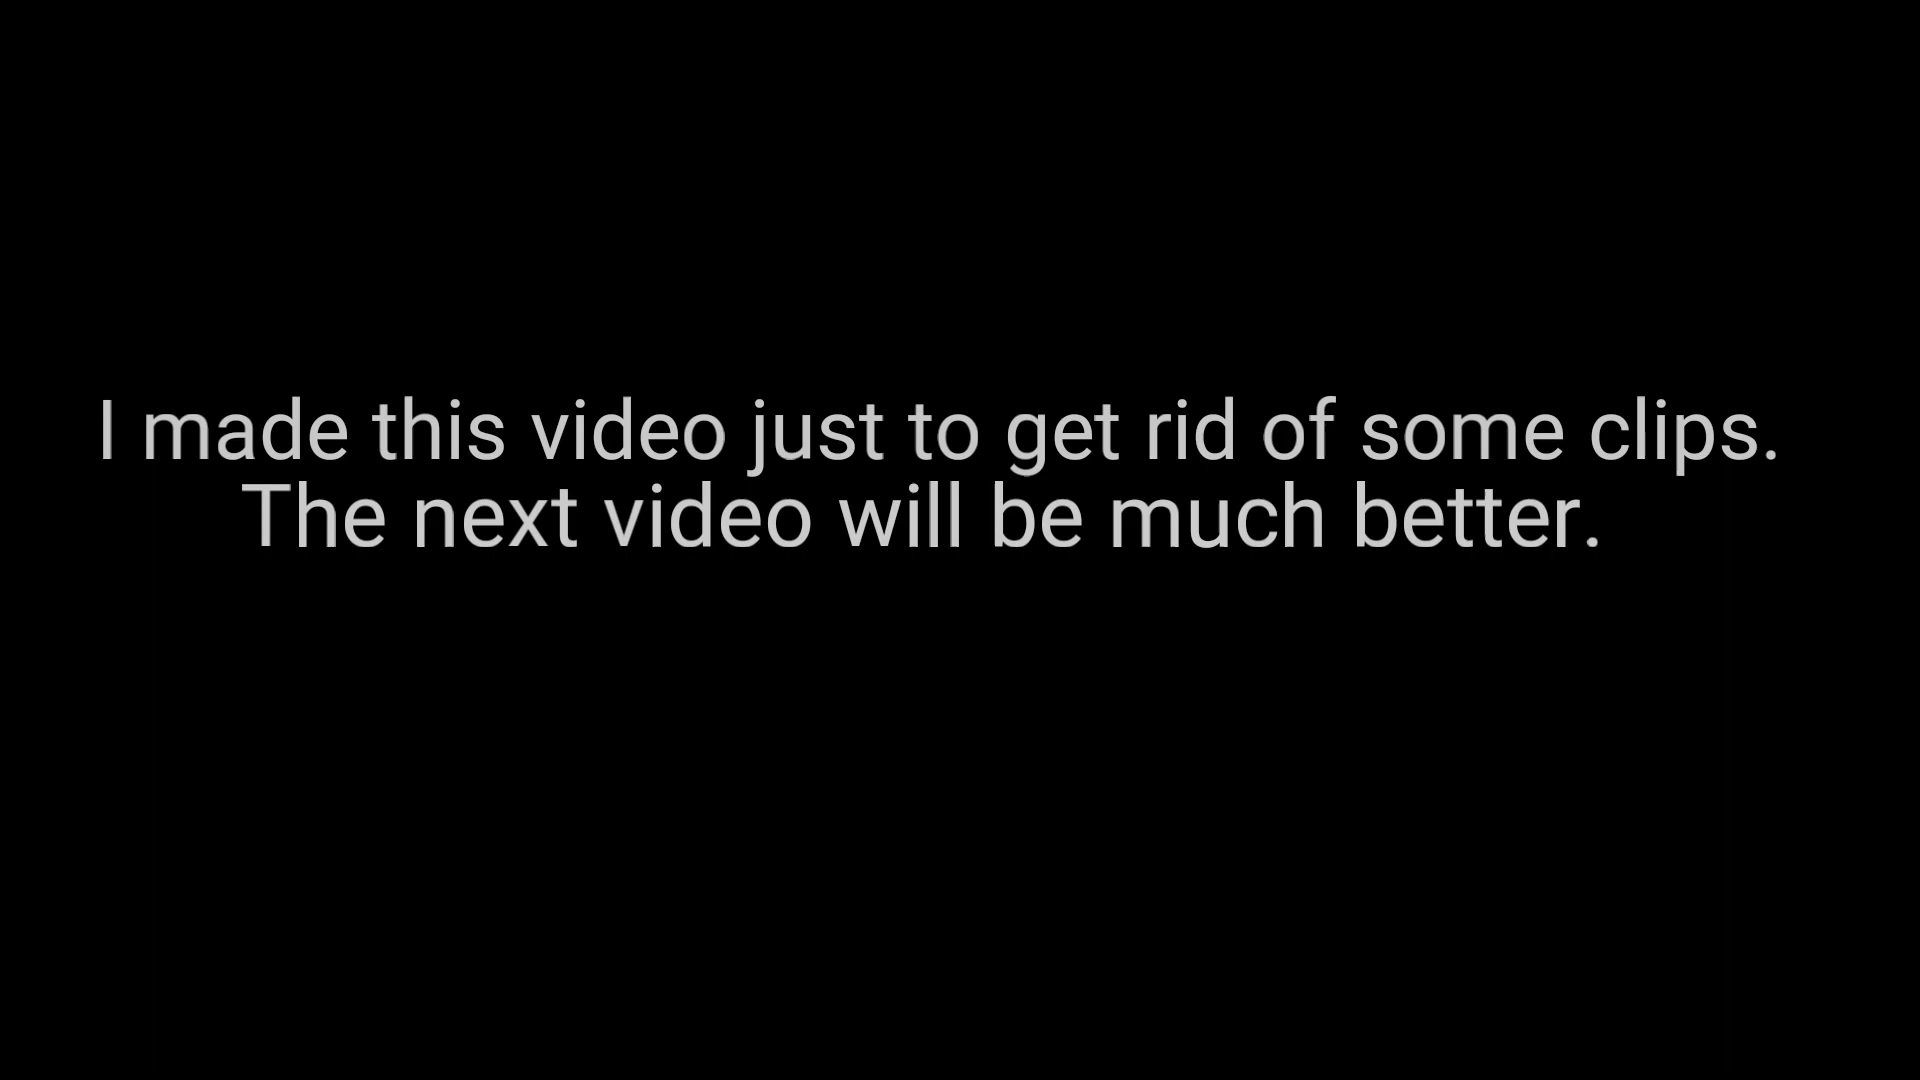 I made this video just to get rid of some clips.
The next video will be much better.